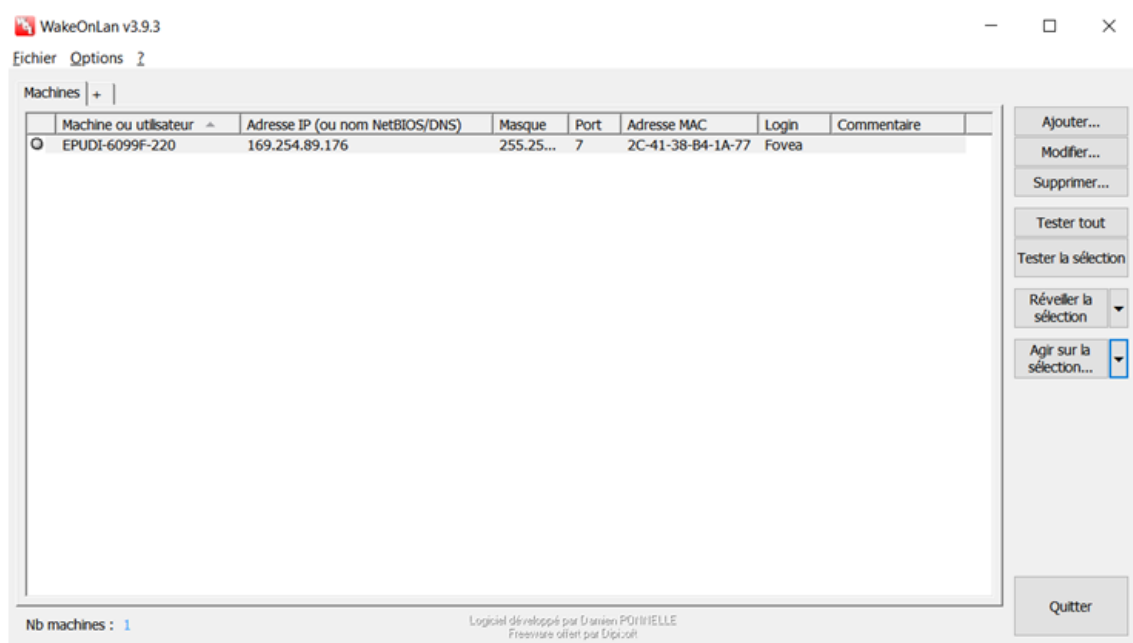 WakeOnLan v3.9.3
Fichier Options ?
Machines +
Machine ou utilisateur Adresse IP (ou nom NetBIOS/DNS) Masque Port Adresse MAC Login Commentaire
EPUDI-6099F-220 169.254.89.176 255.25... 7 2C-41-38-B4-1A-77 Fovea
Ajouter...
Modifier...
Supprimer...
Tester tout
Tester la sélection
Réveiller la
sélection
Agir sur la
sélection...
Quitter
Nb machines : 1
Logiciel développé par Damien PONNELLE
Freeware offert par Dipisoft